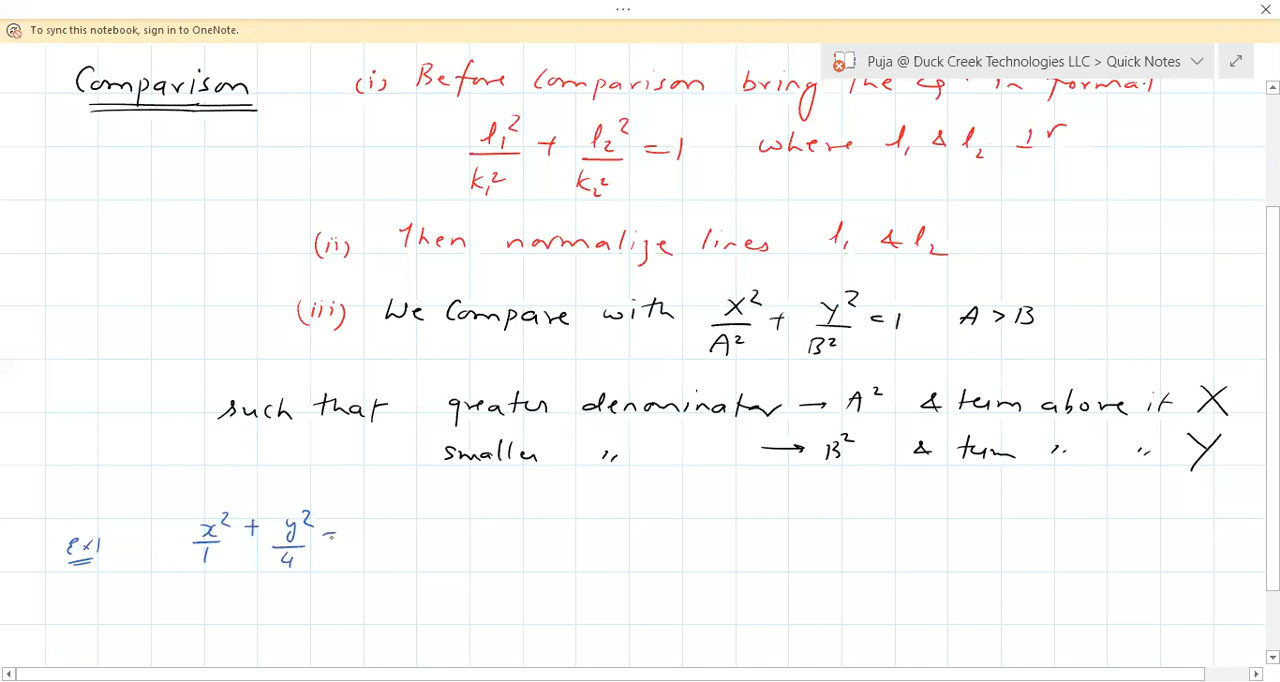 ...
To sync this notebook, sign in to OneNote.
Puja @ Duck Creek Technologies LLC > Quick Notes
Comparison (i) Before comparison bring the eqn in format
l₁²/k₁² + l₂²/k₂² = 1 where l₁ & l₂ ⊥r
(ii) Then normalize lines l₁ & l₂
(iii) We compare with X²/A² + Y²/B² = 1 A > B
such that greater denominator → A² & term above it X
smaller " → B² & term " " Y
Ex1 x²/1 + y²/4 =